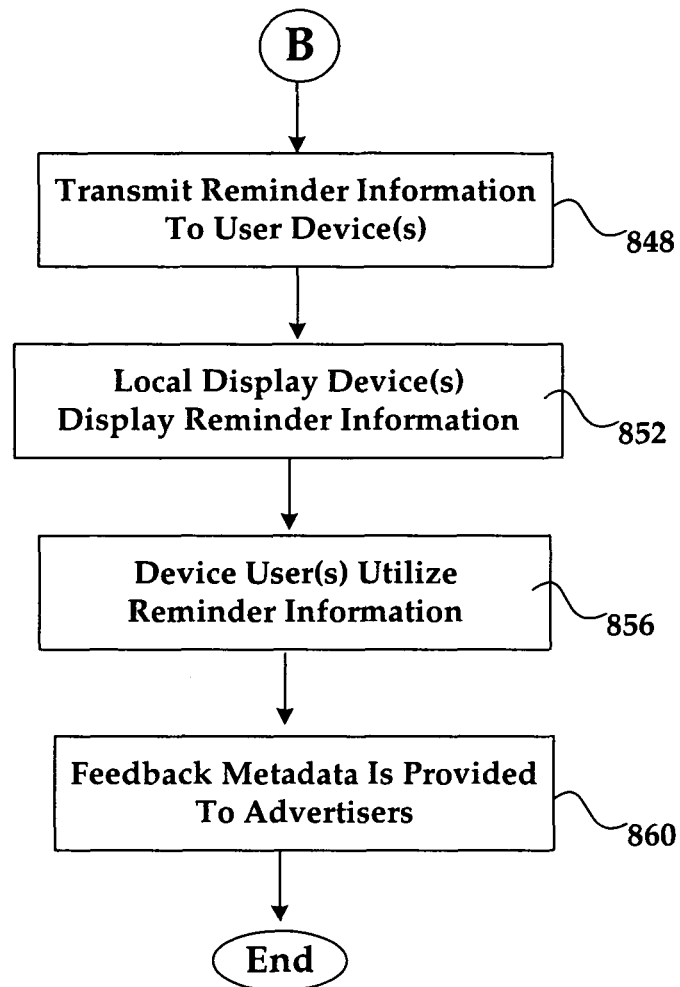 B
Transmit Reminder Information
To User Device(s)
848
Local Display Device(s)
Display Reminder Information
852
Device User(s) Utilize
Reminder Information
856
Feedback Metadata Is Provided
To Advertisers
860
End